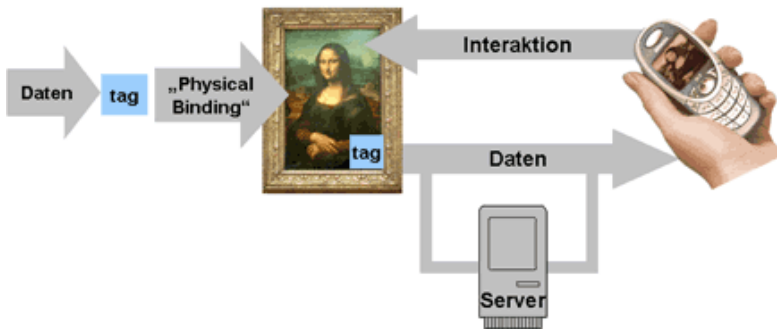 Daten
tag
„Physical
Binding“
tag
Interaktion
Daten
Server